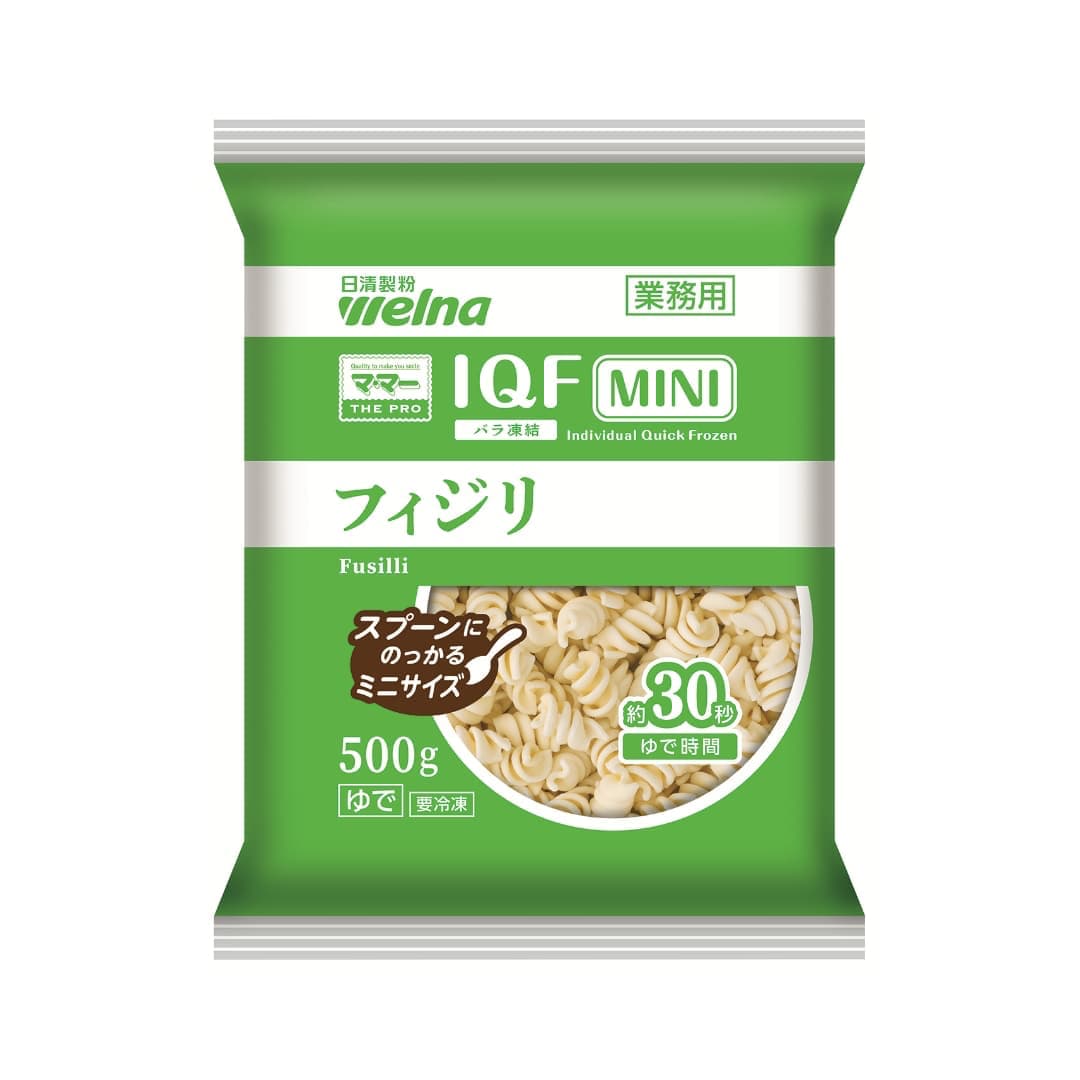 日清製粉
welna
業務用
Quality to make you smile
マ・マー
THE PRO
IQF
MINI
バラ凍結
Individual Quick Frozen
フィジリ
Fusilli
スプーンに
のっかる
ミニサイズ
約30秒
ゆで時間
500g
ゆで
要冷凍